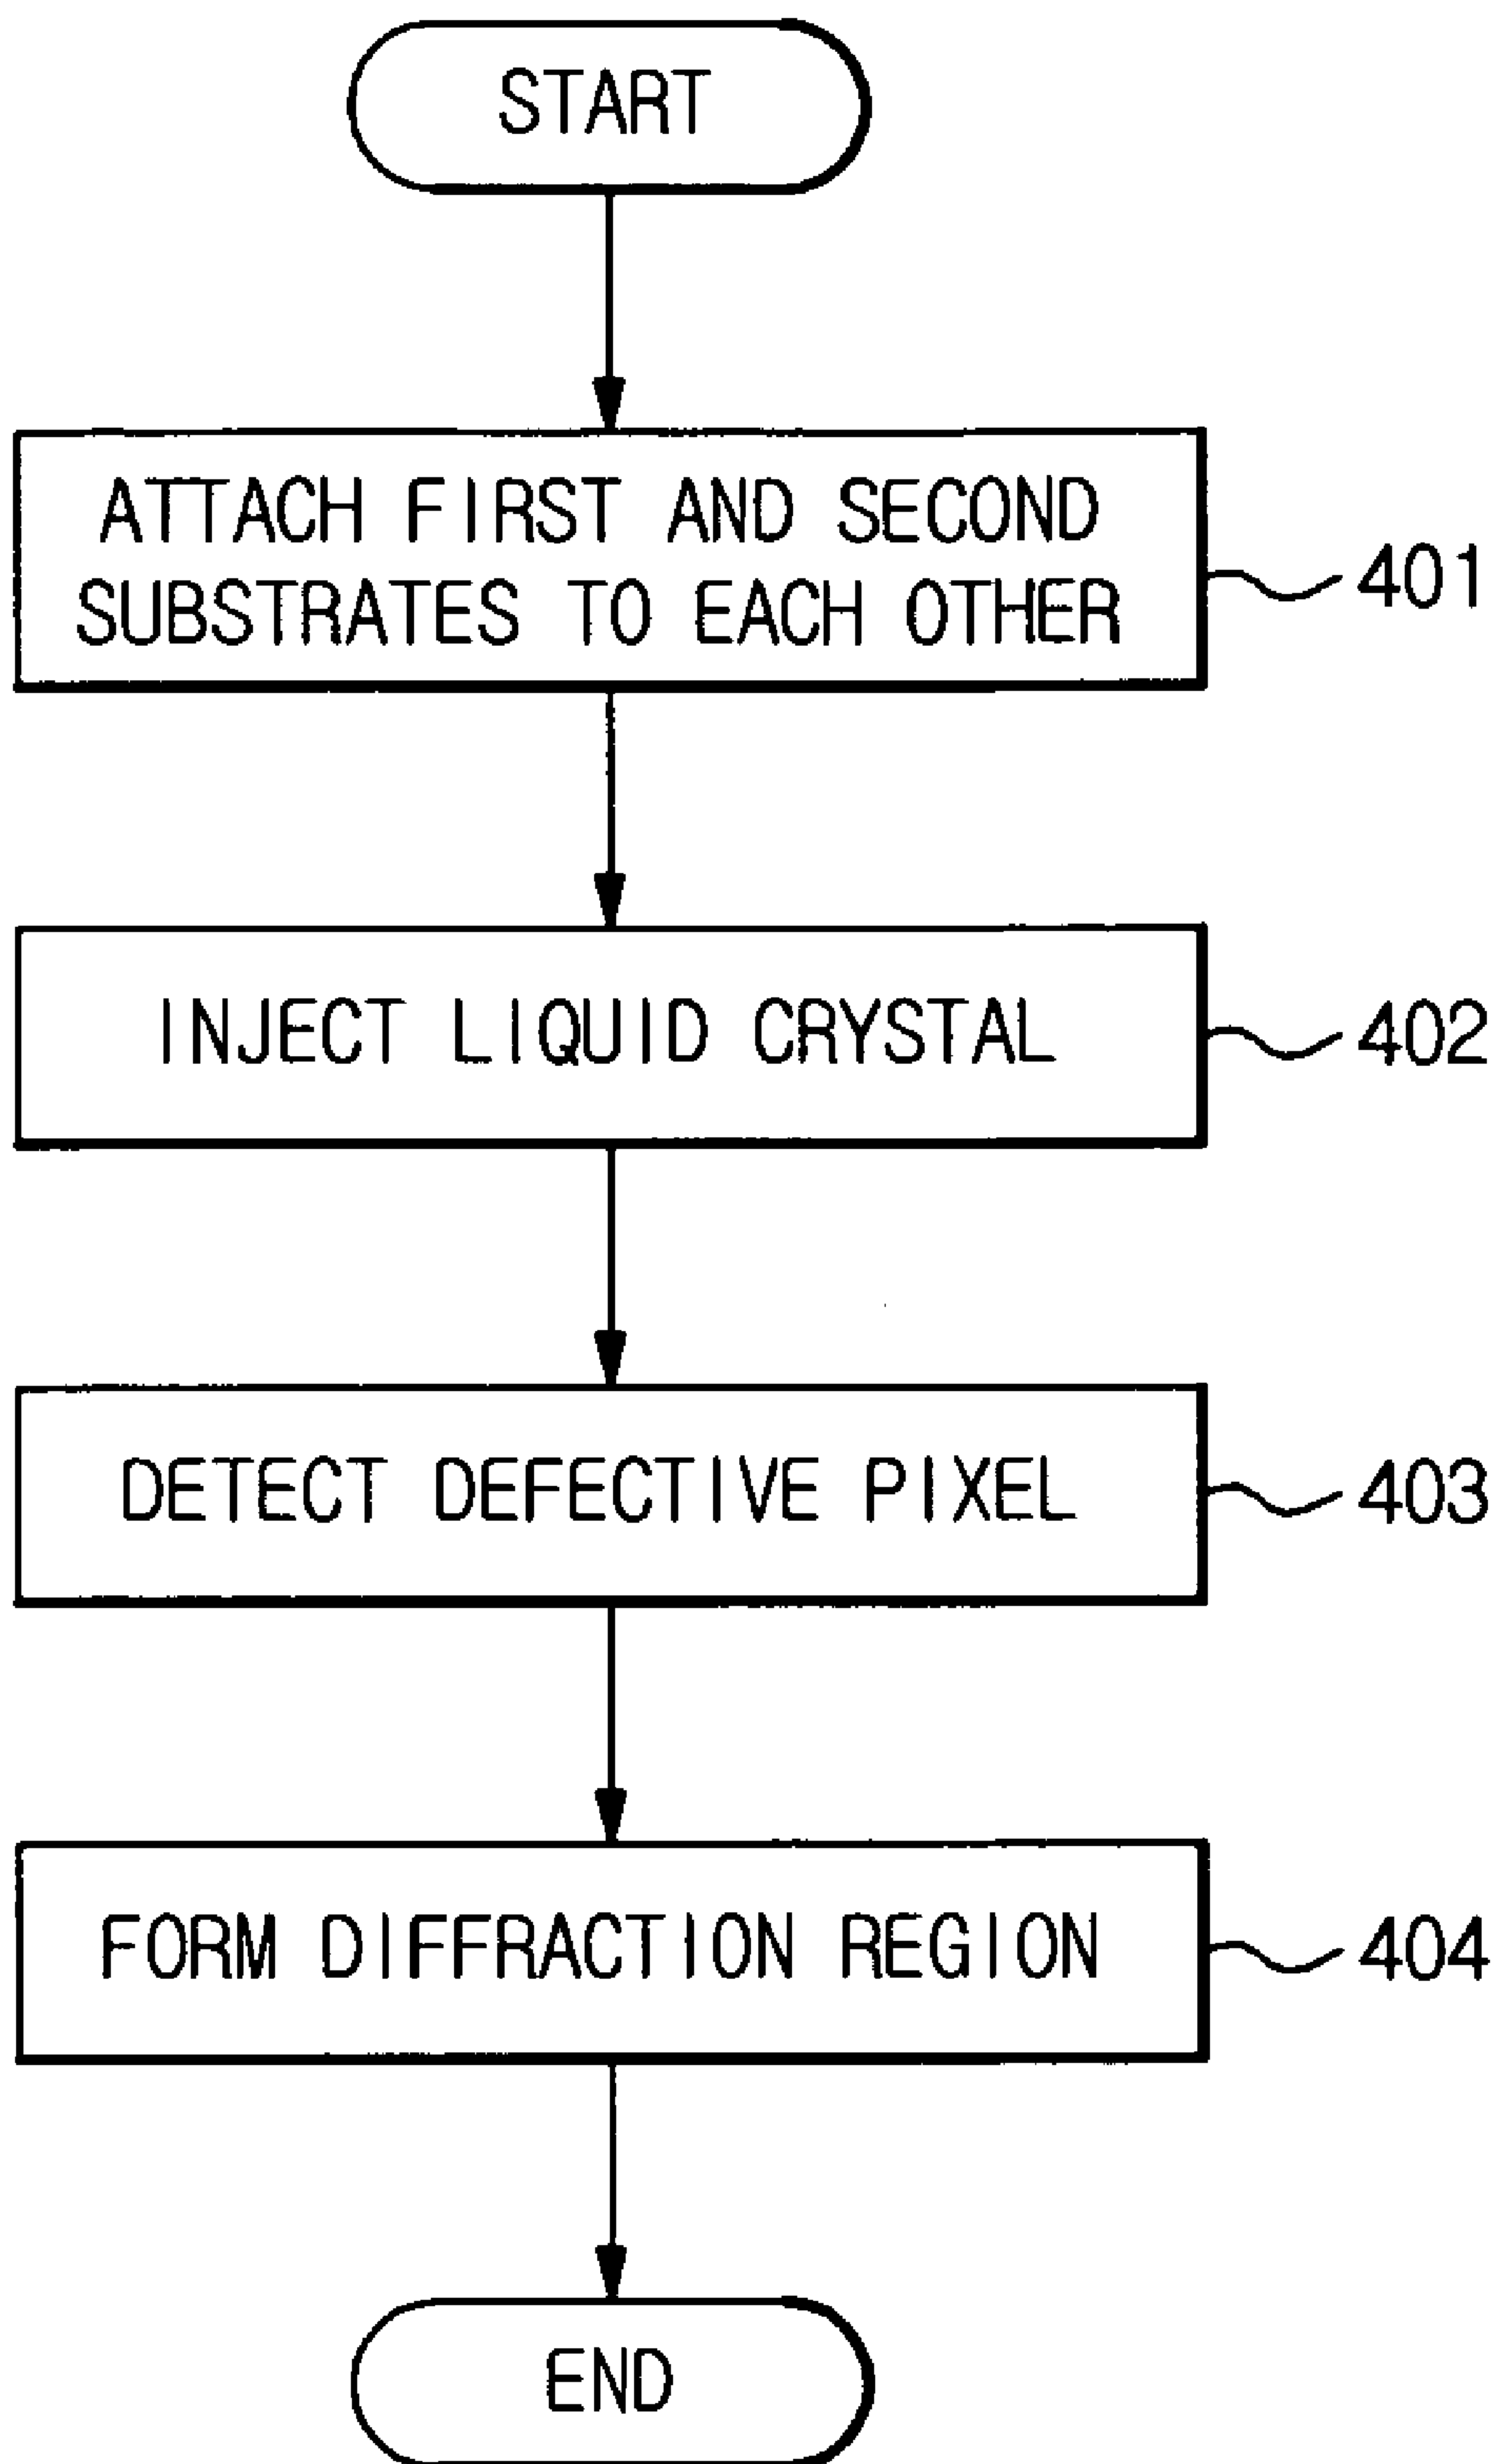 START
ATTACH FIRST AND SECOND
SUBSTRATES TO EACH OTHER
401
INJECT LIQUID CRYSTAL
402
DETECT DEFECTIVE PIXEL
403
FORM DIFFRACTION REGION
404
END